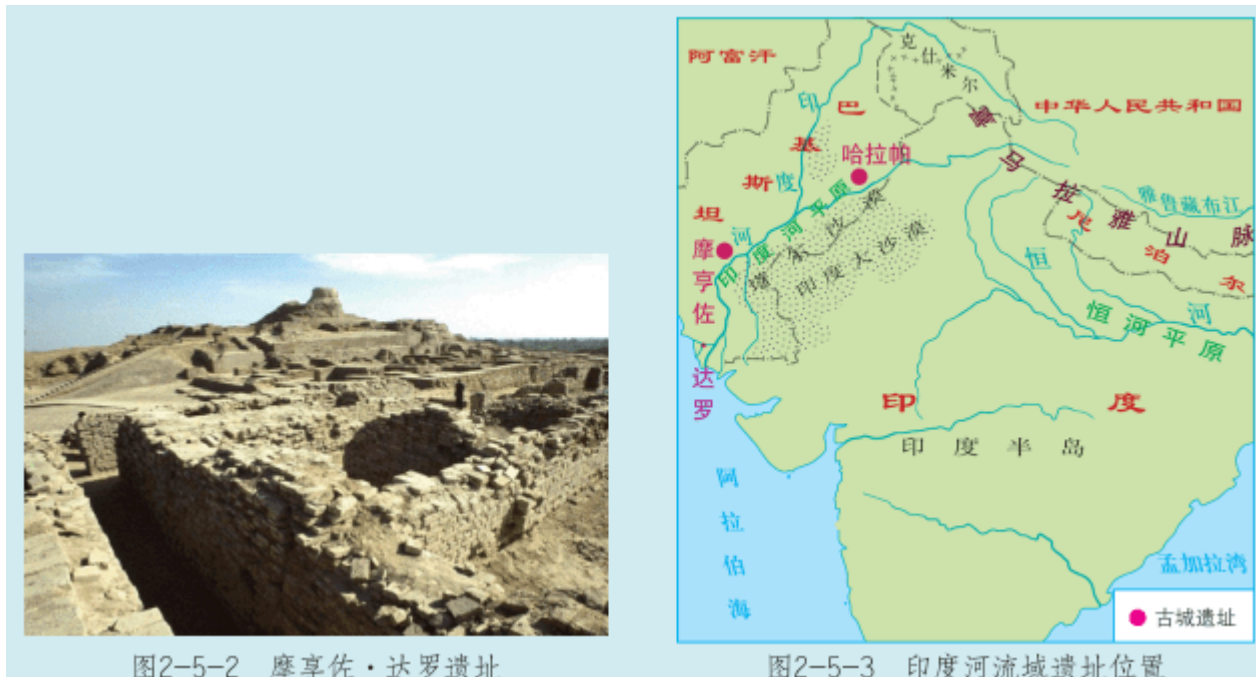 阿富汗
克什米尔
中华人民共和国
巴基斯坦
印度河
哈拉帕
喜马拉雅山脉
雅鲁藏布江
尼泊尔
印度河平原
塔尔沙漠
印度大沙漠
摩亨佐·达罗
恒河
恒河平原
印度
印度半岛
阿拉伯海
孟加拉湾
古城遗址
图2-5-2 摩亨佐·达罗遗址
图2-5-3 印度河流域遗址位置